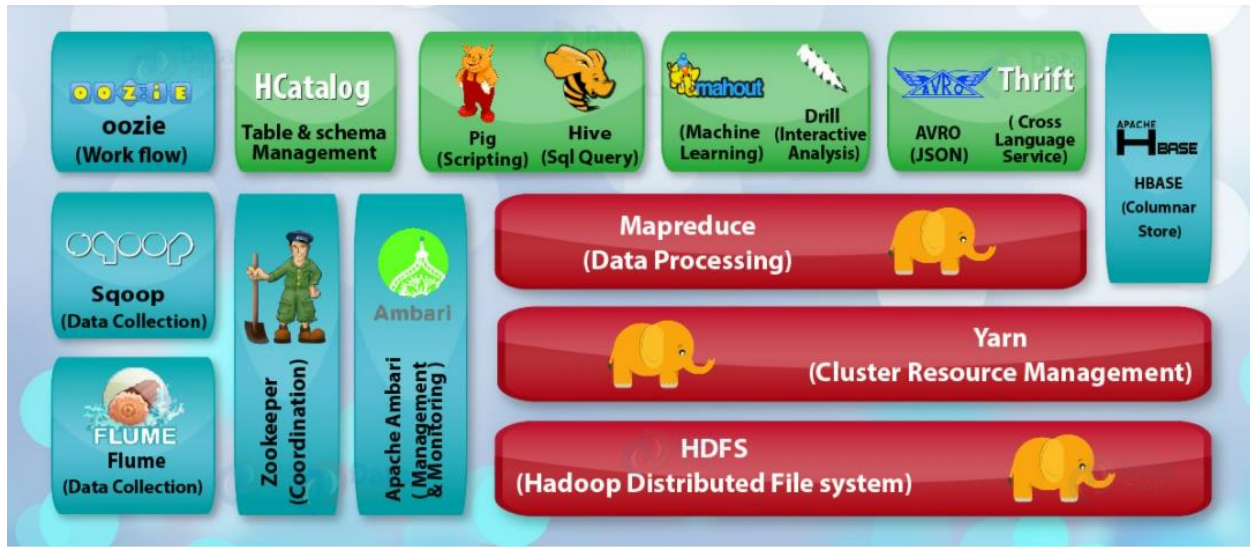 OOZIE
oozie
(Work flow)
HCatalog
Table & schema
Management
Pig
(Scripting)
Hive
(Sql Query)
mahout
(Machine
Learning)
Drill
(Interactive
Analysis)
AVRO
AVRO
(JSON)
Thrift
( Cross
Language
Service)
APACHE
HBASE
HBASE
(Columnar
Store)
sqoop
Sqoop
(Data Collection)
Zookeeper
(Coordination)
Ambari
Apache Ambari
( Management
& Monitoring )
Mapreduce
(Data Processing)
Yarn
(Cluster Resource Management)
FLUME
Flume
(Data Collection)
HDFS
(Hadoop Distributed File system)